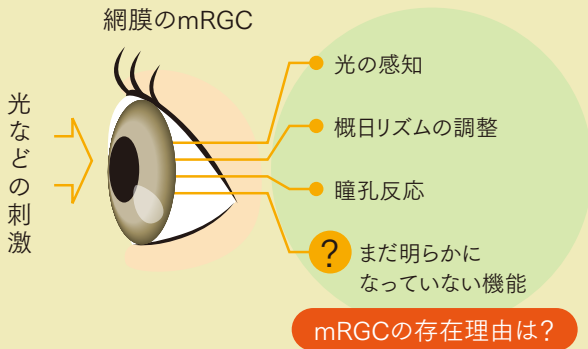 網膜のmRGC
光などの刺激
光の感知
概日リズムの調整
瞳孔反応
?
まだ明らかに
なっていない機能
mRGCの存在理由は?